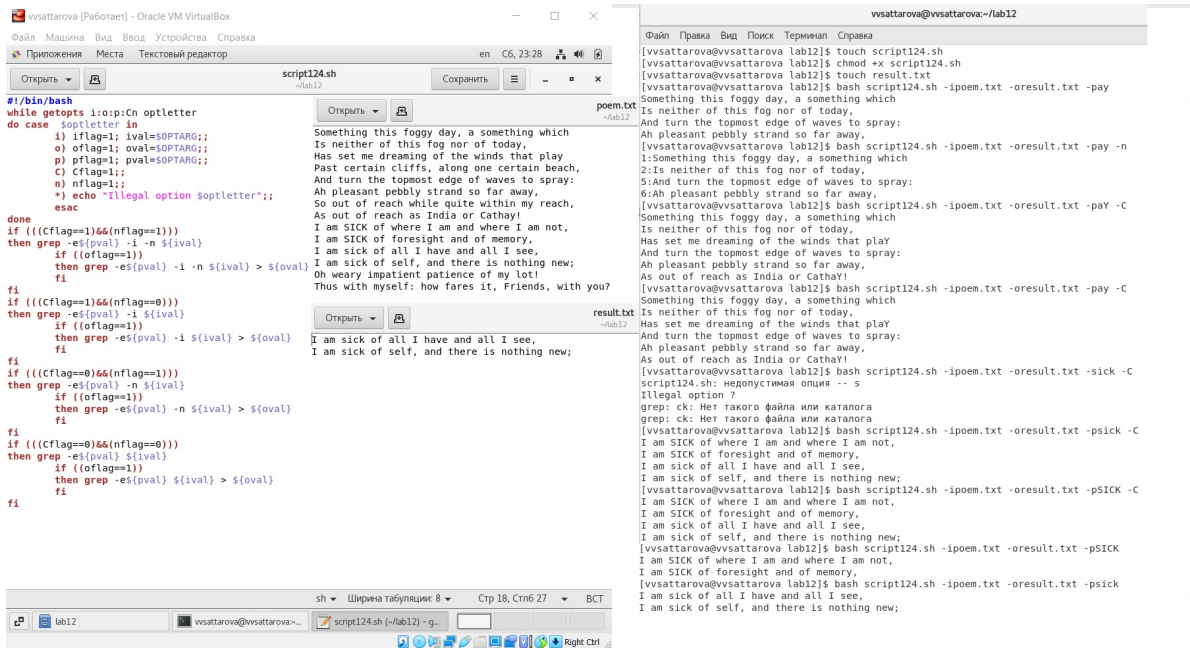 vvsattarova [Работает] - Oracle VM VirtualBox
Файл Машина Вид Ввод Устройства Справка
Приложения Места Текстовый редактор en Сб, 23:28
Открыть script124.sh Сохранить
~/lab12
#!/bin/bash
while getopts i:o:p:Cn optletter
do case $optletter in
i) iflag=1; ival=$OPTARG;;
o) oflag=1; oval=$OPTARG;;
p) pflag=1; pval=$OPTARG;;
C) Cflag=1;;
n) nflag=1;;
*) echo "Illegal option $optletter";;
esac
done
if (((Cflag==1)&&(nflag==1)))
then grep -e${pval} -i -n ${ival}
if ((oflag==1))
then grep -e${pval} -i -n ${ival} > ${oval}
fi
fi
if (((Cflag==1)&&(nflag==0)))
then grep -e${pval} -i ${ival}
if ((oflag==1))
then grep -e${pval} -i ${ival} > ${oval}
fi
fi
if (((Cflag==0)&&(nflag==1)))
then grep -e${pval} -n ${ival}
if ((oflag==1))
then grep -e${pval} -n ${ival} > ${oval}
fi
fi
if (((Cflag==0)&&(nflag==0)))
then grep -e${pval} ${ival}
if ((oflag==1))
then grep -e${pval} ${ival} > ${oval}
fi
fi
Открыть poem.txt
~/lab12
Something this foggy day, a something which
Is neither of this fog nor of today,
Has set me dreaming of the winds that play
Past certain cliffs, along one certain beach,
And turn the topmost edge of waves to spray:
Ah pleasant pebbly strand so far away,
So out of reach while quite within my reach,
As out of reach as India or Cathay!
I am SICK of where I am and where I am not,
I am SICK of foresight and of memory,
I am sick of all I have and all I see,
I am sick of self, and there is nothing new;
Oh weary impatient patience of my lot!
Thus with myself: how fares it, Friends, with you?
Открыть result.txt
~/lab12
I am sick of all I have and all I see,
I am sick of self, and there is nothing new;
sh Ширина табуляции: 8 Стр 18, Стлб 27 ВСТ
lab12 vvsattarova@vvsattarova:~... script124.sh (~/lab12) - g...
Right Ctrl
vvsattarova@vvsattarova:~/lab12
Файл Правка Вид Поиск Терминал Справка
[vvsattarova@vvsattarova lab12]$ touch script124.sh
[vvsattarova@vvsattarova lab12]$ chmod +x script124.sh
[vvsattarova@vvsattarova lab12]$ touch result.txt
[vvsattarova@vvsattarova lab12]$ bash script124.sh -ipoem.txt -oresult.txt -pay
Something this foggy day, a something which
Is neither of this fog nor of today,
And turn the topmost edge of waves to spray:
Ah pleasant pebbly strand so far away,
[vvsattarova@vvsattarova lab12]$ bash script124.sh -ipoem.txt -oresult.txt -pay -n
1:Something this foggy day, a something which
2:Is neither of this fog nor of today,
5:And turn the topmost edge of waves to spray:
6:Ah pleasant pebbly strand so far away,
[vvsattarova@vvsattarova lab12]$ bash script124.sh -ipoem.txt -oresult.txt -paY -C
Something this foggy day, a something which
Is neither of this fog nor of today,
Has set me dreaming of the winds that plaY
And turn the topmost edge of waves to spray:
Ah pleasant pebbly strand so far away,
As out of reach as India or CathaY!
[vvsattarova@vvsattarova lab12]$ bash script124.sh -ipoem.txt -oresult.txt -pay -C
Something this foggy day, a something which
Is neither of this fog nor of today,
Has set me dreaming of the winds that plaY
And turn the topmost edge of waves to spray:
Ah pleasant pebbly strand so far away,
As out of reach as India or CathaY!
[vvsattarova@vvsattarova lab12]$ bash script124.sh -ipoem.txt -oresult.txt -sick -C
script124.sh: недопустимая опция -- s
Illegal option ?
grep: ck: Нет такого файла или каталога
grep: ck: Нет такого файла или каталога
[vvsattarova@vvsattarova lab12]$ bash script124.sh -ipoem.txt -oresult.txt -psick -C
I am SICK of where I am and where I am not,
I am SICK of foresight and of memory,
I am sick of all I have and all I see,
I am sick of self, and there is nothing new;
[vvsattarova@vvsattarova lab12]$ bash script124.sh -ipoem.txt -oresult.txt -pSICK -C
I am SICK of where I am and where I am not,
I am SICK of foresight and of memory,
I am sick of all I have and all I see,
I am sick of self, and there is nothing new;
[vvsattarova@vvsattarova lab12]$ bash script124.sh -ipoem.txt -oresult.txt -pSICK
I am SICK of where I am and where I am not,
I am SICK of foresight and of memory,
[vvsattarova@vvsattarova lab12]$ bash script124.sh -ipoem.txt -oresult.txt -psick
I am sick of all I have and all I see,
I am sick of self, and there is nothing new;